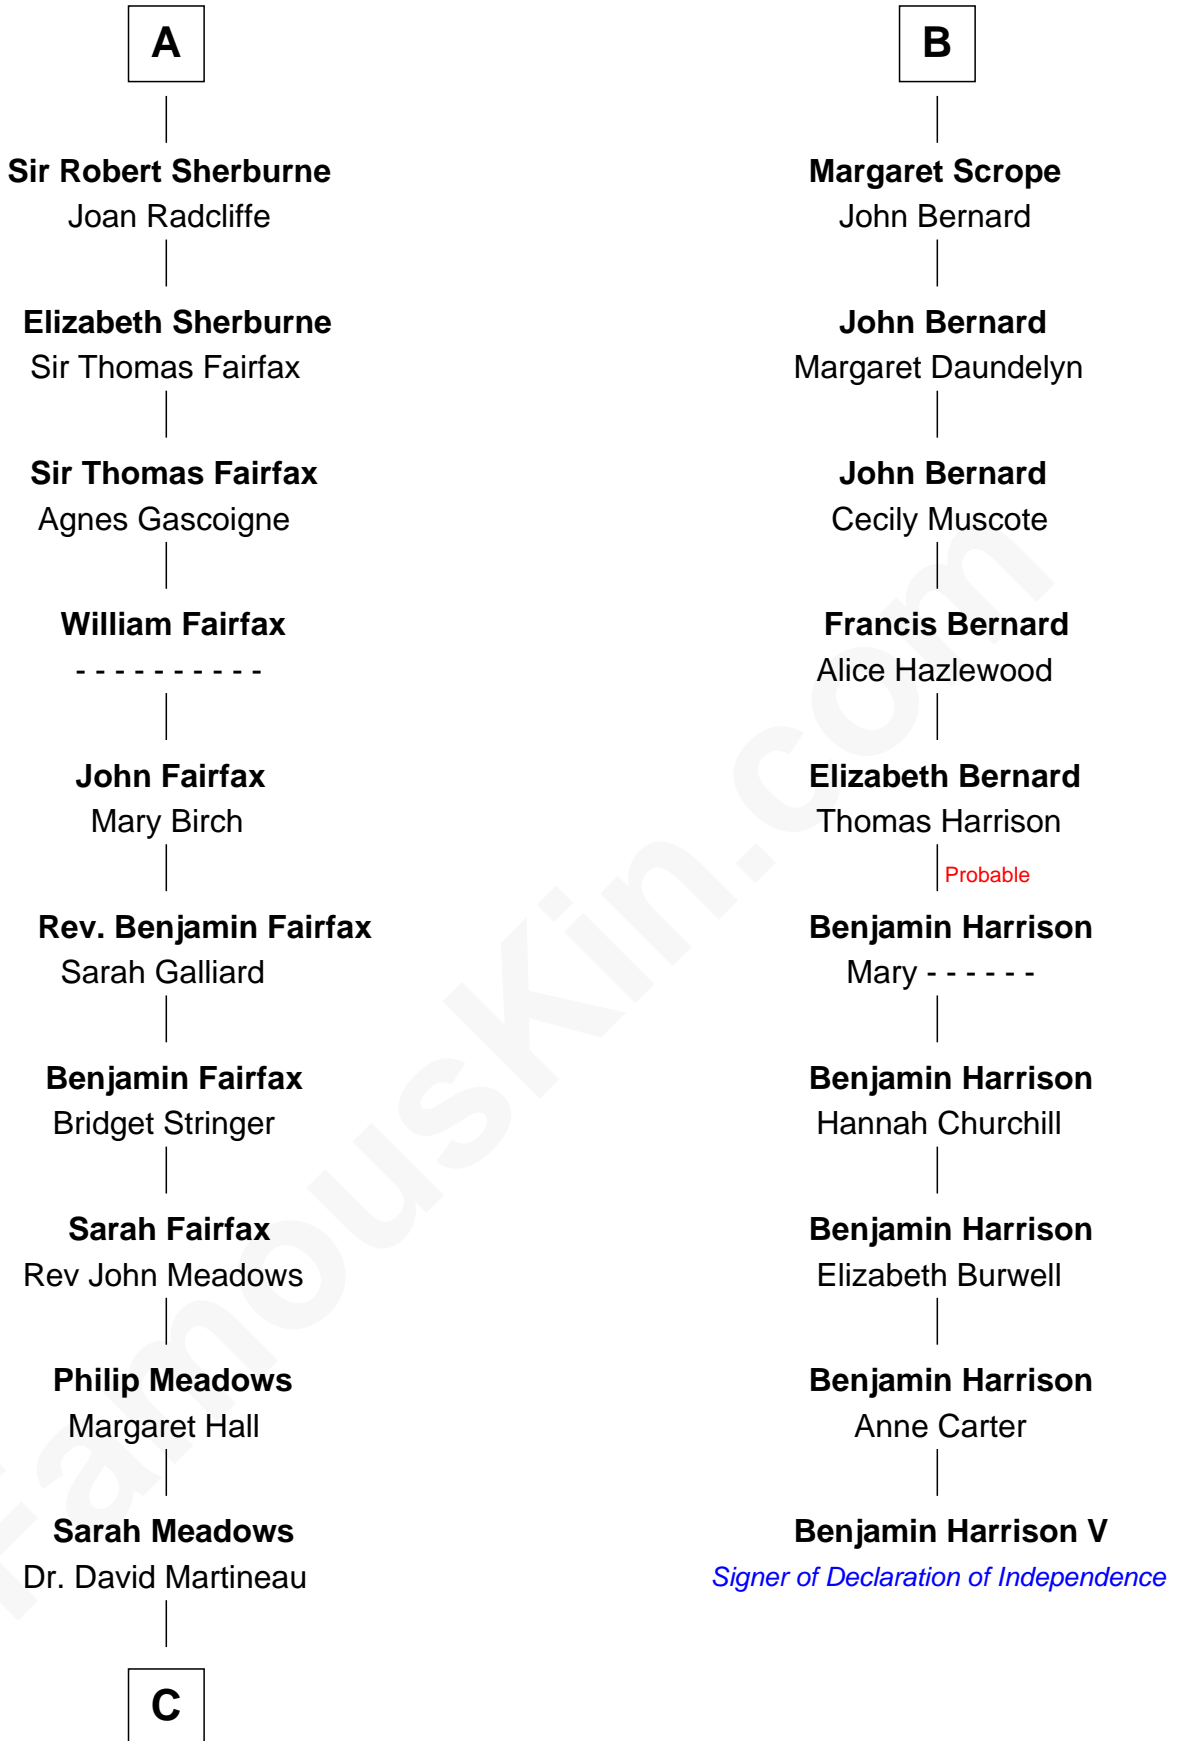 A
Sir Robert Sherburne
Joan Radcliffe
Elizabeth Sherburne
Sir Thomas Fairfax
Sir Thomas Fairfax
Agnes Gascoigne
William Fairfax
- - - - - - - - - -
John Fairfax
Mary Birch
Rev. Benjamin Fairfax
Sarah Galliard
Benjamin Fairfax
Bridget Stringer
Sarah Fairfax
Rev John Meadows
Philip Meadows
Margaret Hall
Sarah Meadows
Dr. David Martineau
C
B
Margaret Scrope
John Bernard
John Bernard
Margaret Daundelyn
John Bernard
Cecily Muscote
Francis Bernard
Alice Hazlewood
Elizabeth Bernard
Thomas Harrison
Probable
Benjamin Harrison
Mary - - - - - -
Benjamin Harrison
Hannah Churchill
Benjamin Harrison
Elizabeth Burwell
Benjamin Harrison
Anne Carter
Benjamin Harrison V
Signer of Declaration of Independence
FamousKin.com